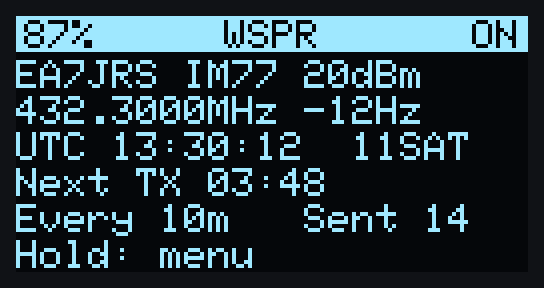 87% WSPR ON
EA7JRS IM77 20dBm
432.3000MHz -12Hz
UTC 13:30:12 11SAT
Next TX 03:48
Every 10m Sent 14
Hold: menu